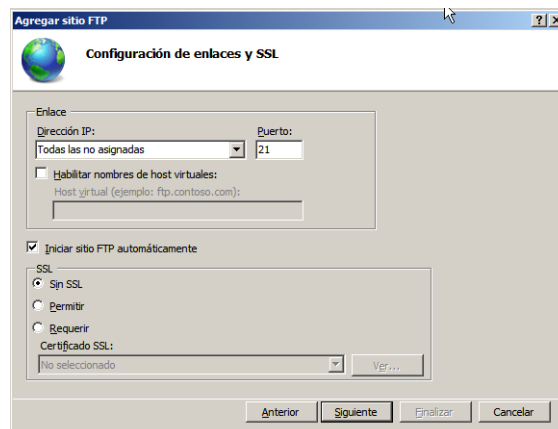 Agregar sitio FTP
Configuración de enlaces y SSL
Enlace
Dirección IP: Puerto:
Todas las no asignadas 21
Habilitar nombres de host virtuales:
Host virtual (ejemplo: ftp.contoso.com):
Iniciar sitio FTP automáticamente
SSL
Sin SSL
Permitir
Requerir
Certificado SSL:
No seleccionado Ver...
Anterior Siguiente Finalizar Cancelar